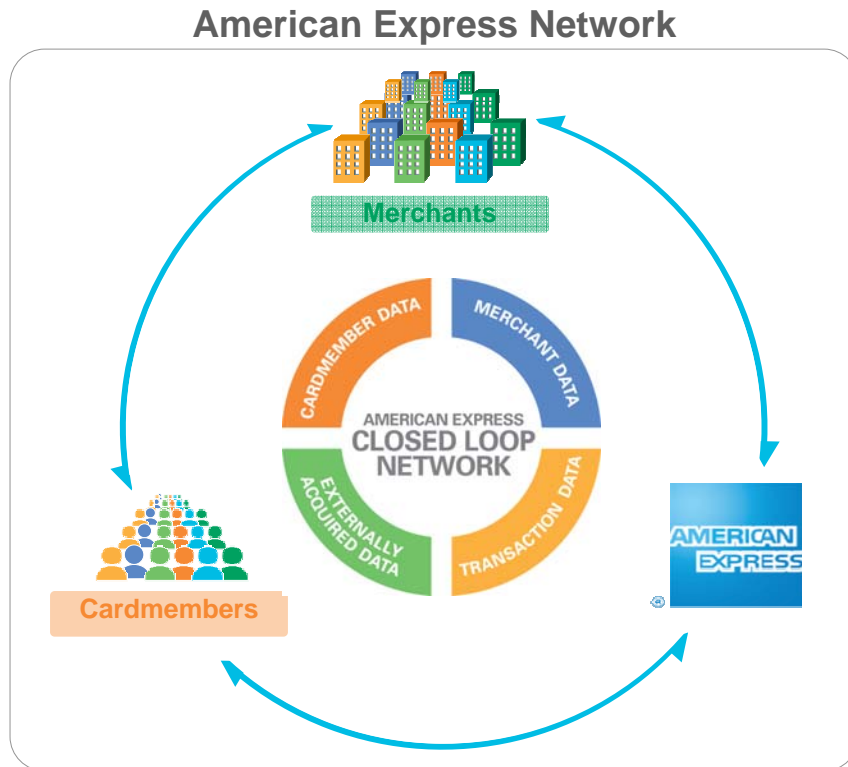 American Express Network
Merchants
CARDMEMBER DATA
MERCHANT DATA
AMERICAN EXPRESS
CLOSED LOOP
NETWORK
EXTERNALLY
ACQUIRED DATA
TRANSACTION DATA
AMERICAN
EXPRESS
®
Cardmembers